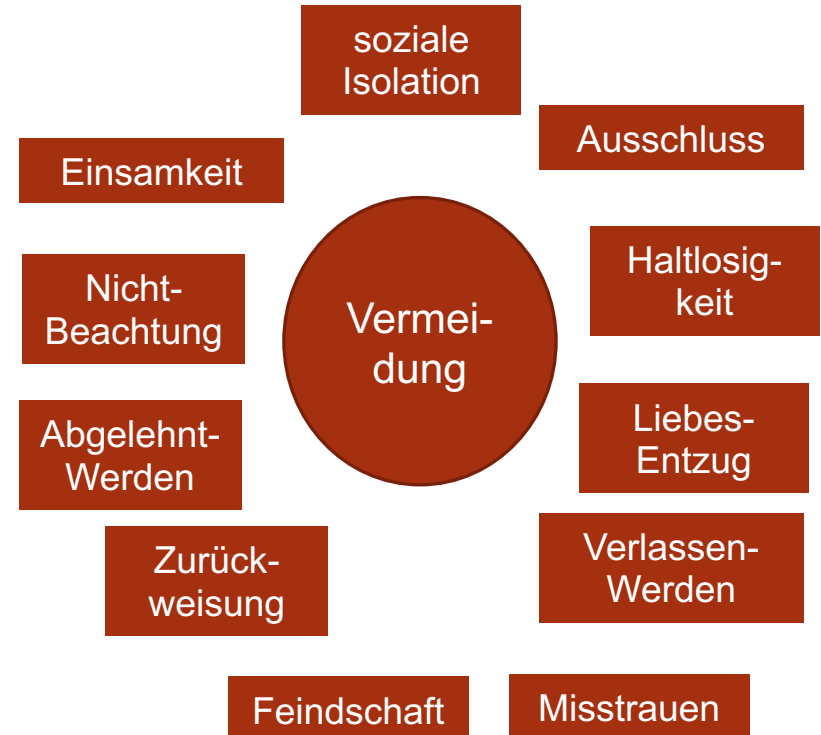 soziale
Isolation
Ausschluss
Einsamkeit
Haltlosig-
keit
Nicht-
Beachtung
Vermei-
dung
Liebes-
Entzug
Abgelehnt-
Werden
Verlassen-
Werden
Zurück-
weisung
Feindschaft
Misstrauen